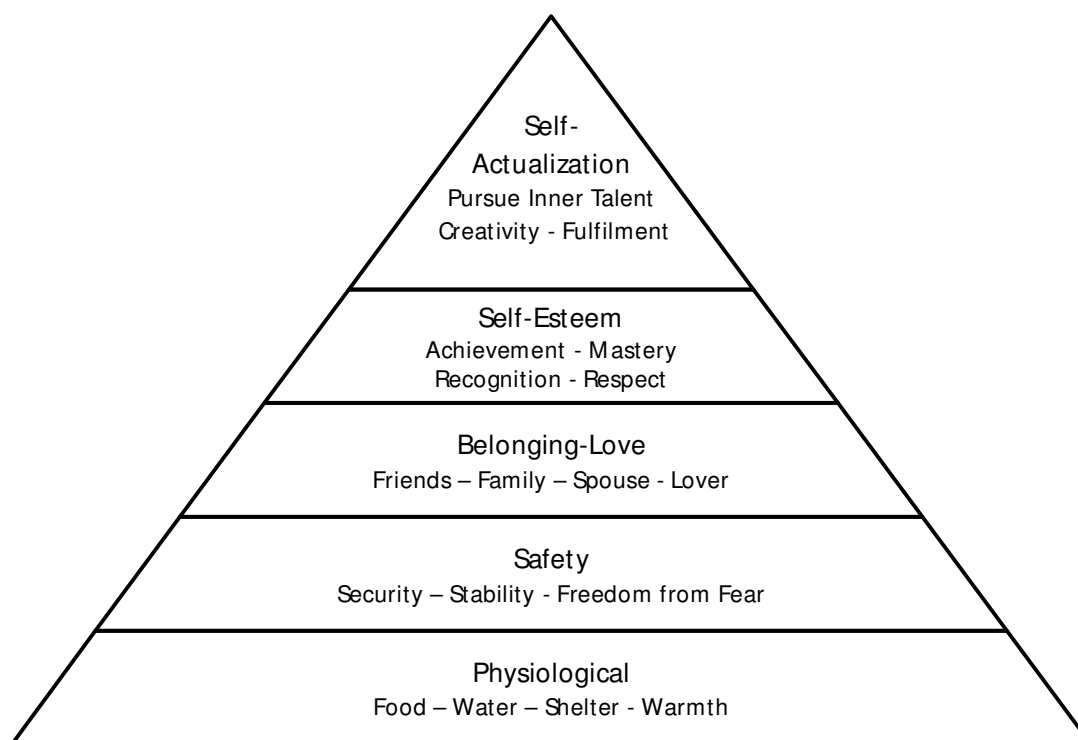 Self-
Actualization
Pursue Inner Talent
Creativity - Fulfilment
Self-Esteem
Achievement - Mastery
Recognition - Respect
Belonging-Love
Friends – Family – Spouse - Lover
Safety
Security – Stability - Freedom from Fear
Physiological
Food – Water – Shelter - Warmth